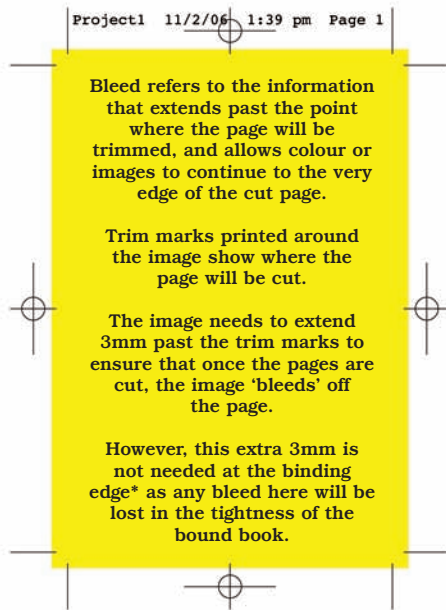 Project1 11/2/06 1:39 pm Page 1
Bleed refers to the information
that extends past the point
where the page will be
trimmed, and allows colour or
images to continue to the very
edge of the cut page.
Trim marks printed around
the image show where the
page will be cut.
The image needs to extend
3mm past the trim marks to
ensure that once the pages are
cut, the image ‘bleeds’ off
the page.
However, this extra 3mm is
not needed at the binding
edge* as any bleed here will be
lost in the tightness of the
bound book.